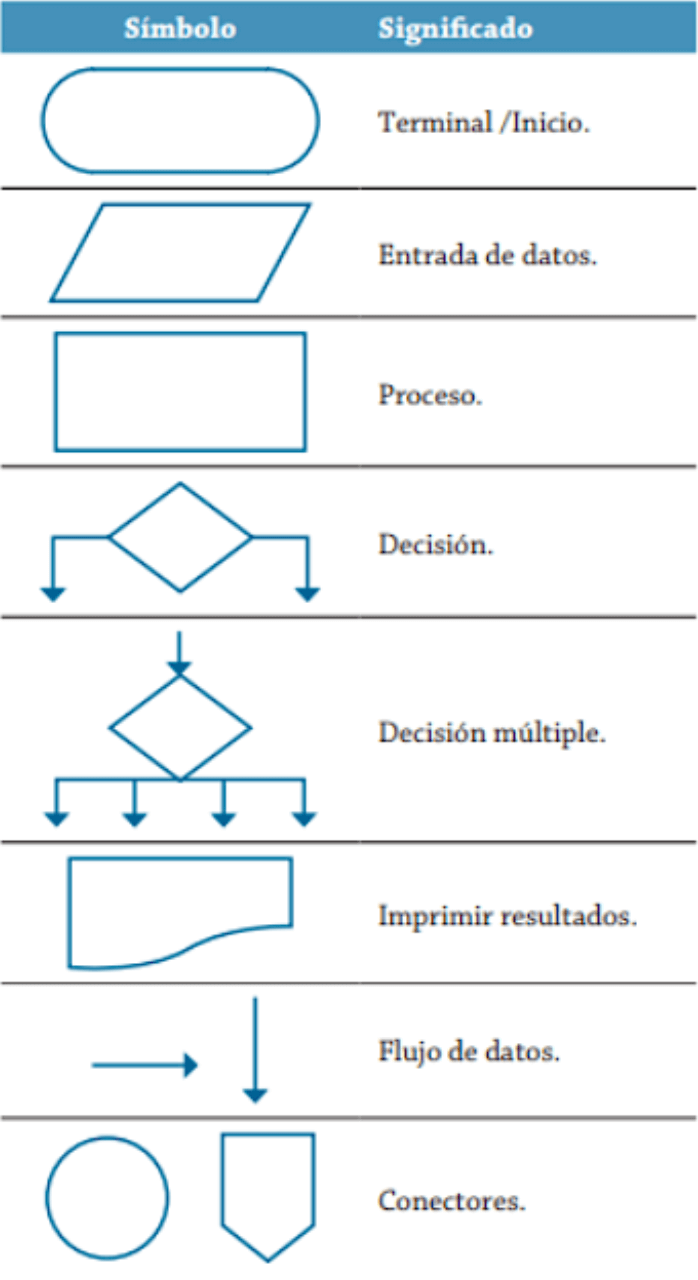 Símbolo Significado
Terminal /Inicio.
Entrada de datos.
Proceso.
Decisión.
Decisión múltiple.
Imprimir resultados.
Flujo de datos.
Conectores.